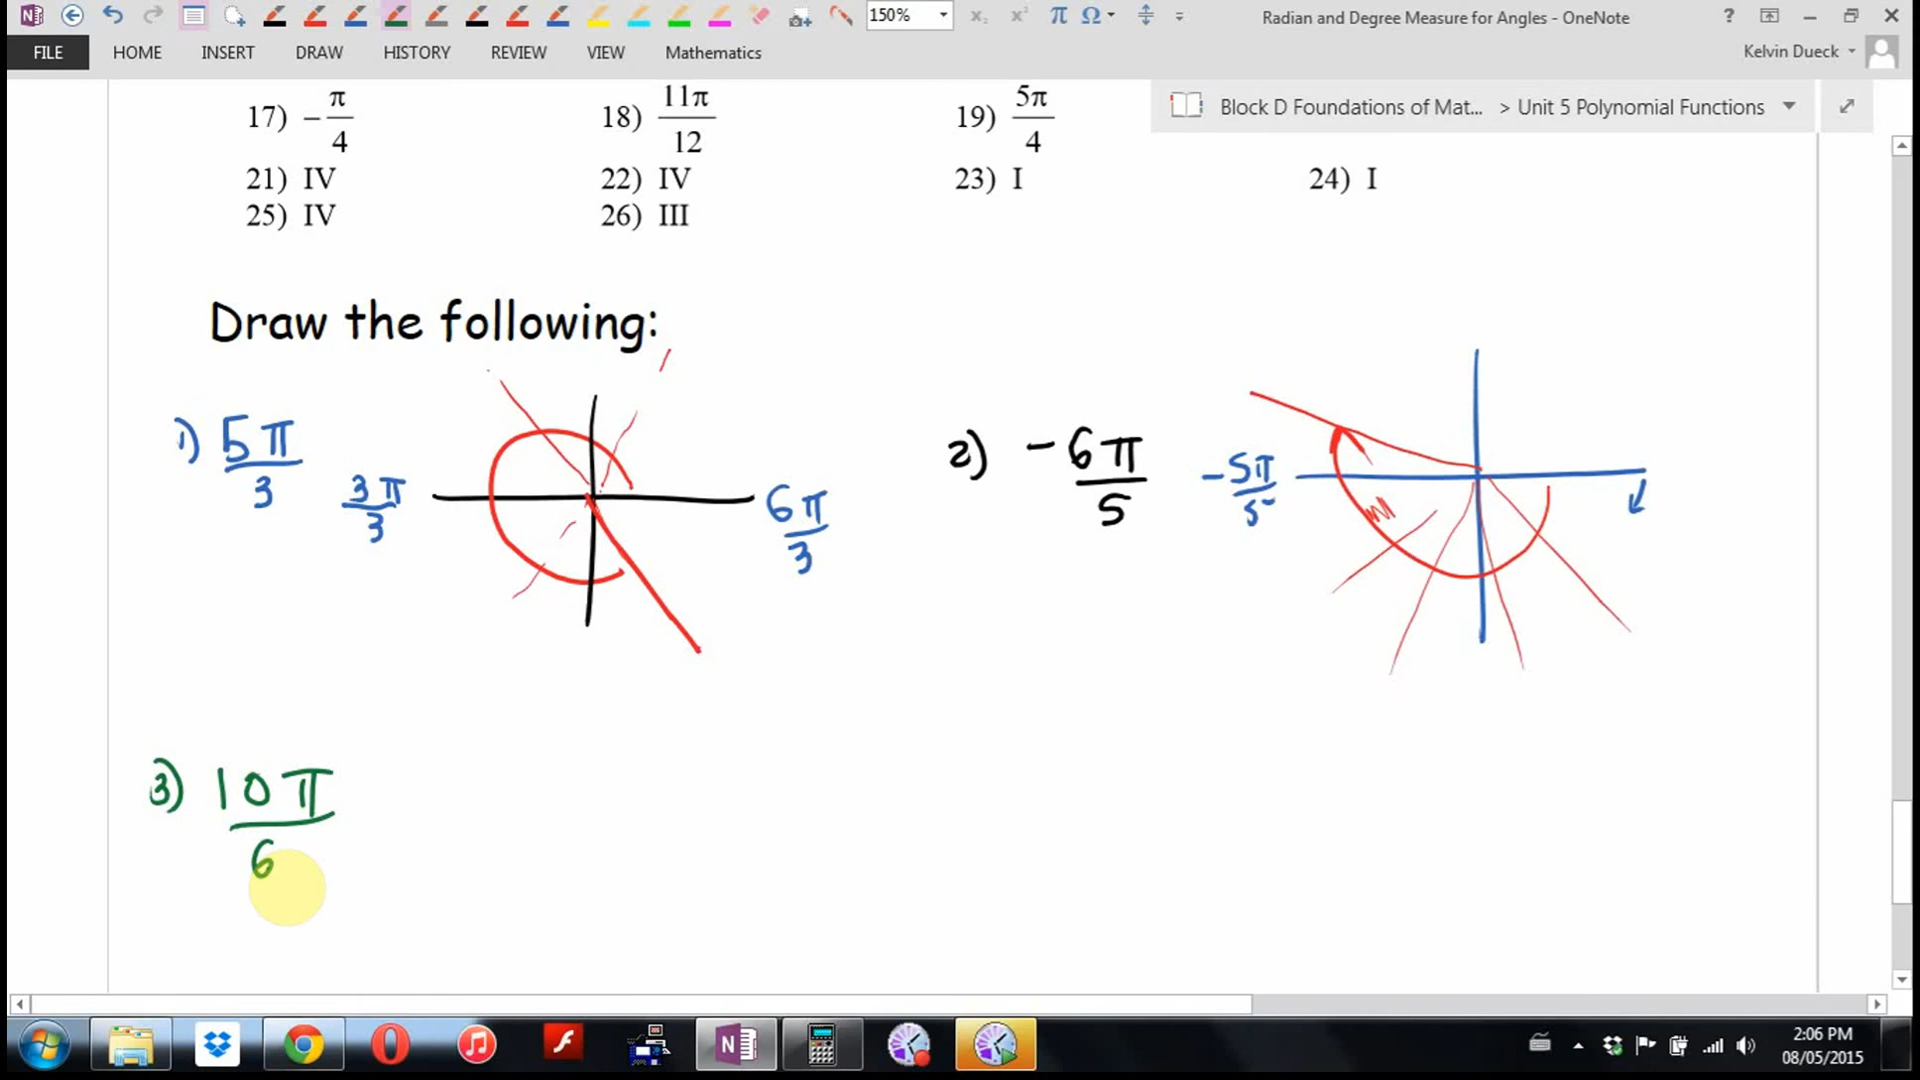 150% x₂ x² π Ω Radian and Degree Measure for Angles - OneNote ?
FILE HOME INSERT DRAW HISTORY REVIEW VIEW Mathematics Kelvin Dueck
Block D Foundations of Mat... > Unit 5 Polynomial Functions
17) -π/4 18) 11π/12 19) 5π/4
21) IV 22) IV 23) I 24) I
25) IV 26) III
Draw the following:
1) 5π/3 3π/3 6π/3
2) -6π/5 -5π/5
3) 10π/6
2:06 PM
08/05/2015